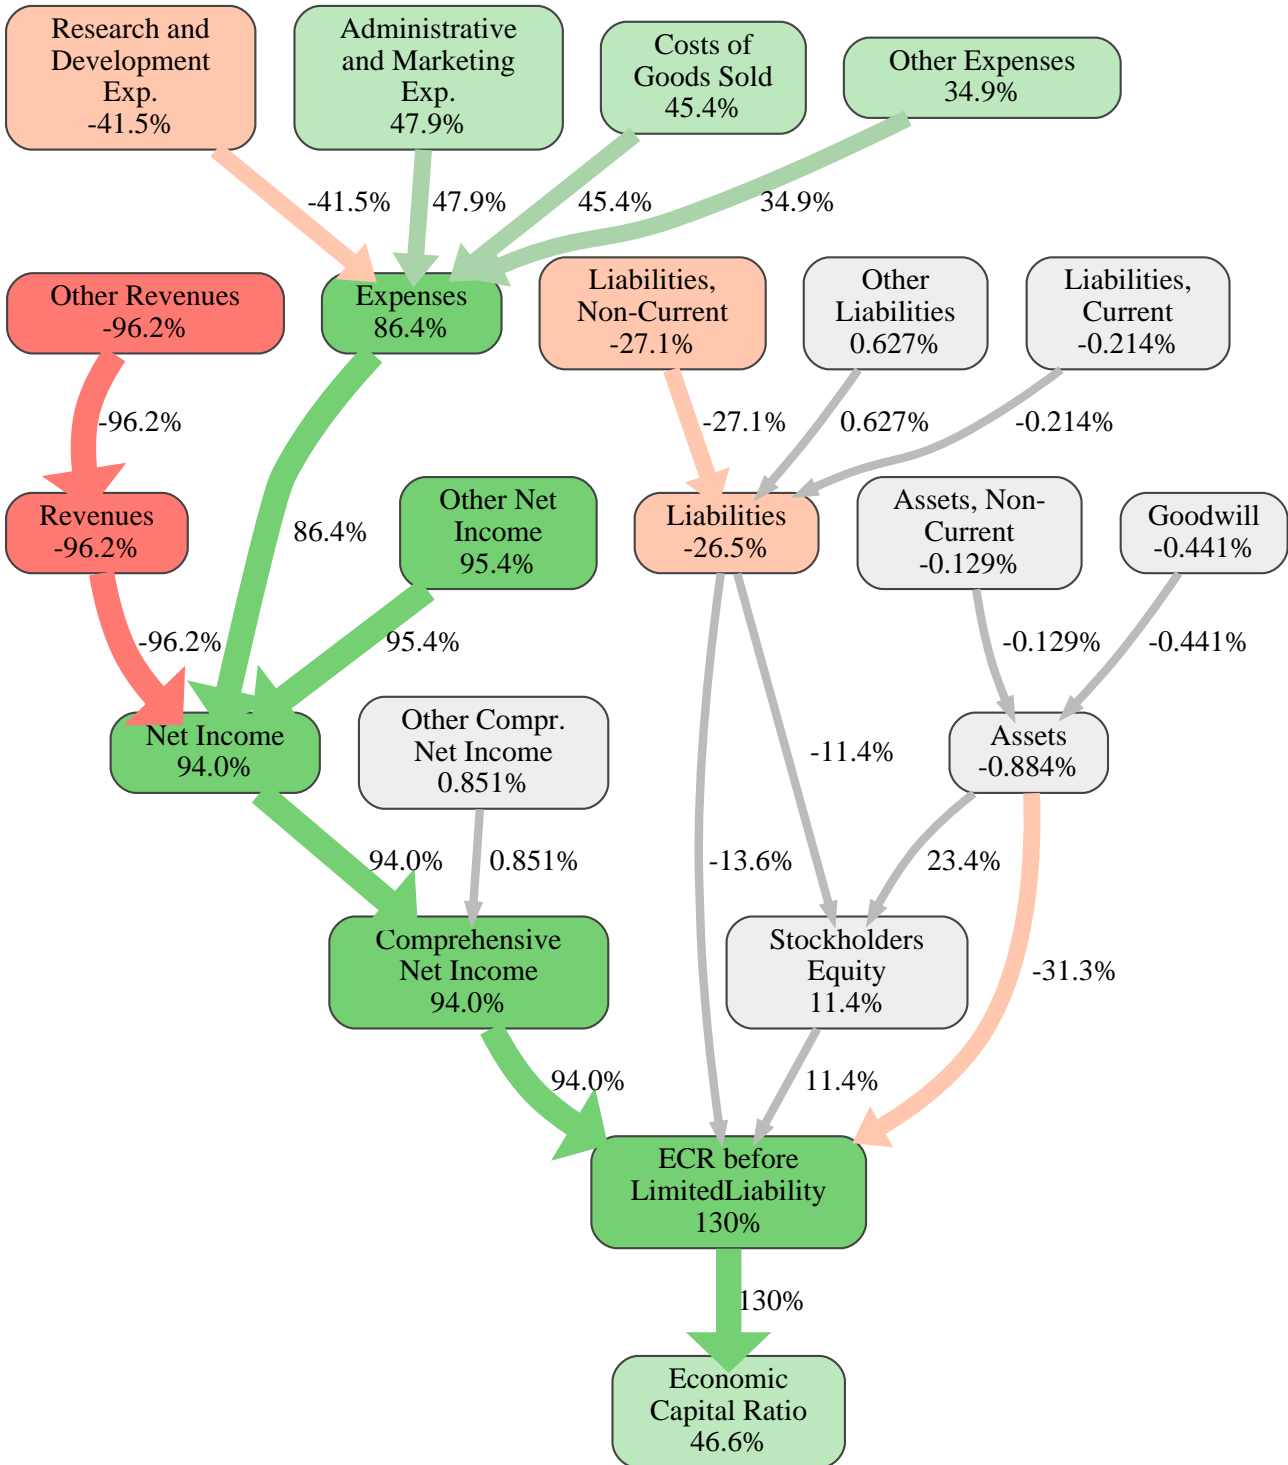 Research and
Development
Exp.
-41.5%
Administrative
and Marketing
Exp.
47.9%
Costs of
Goods Sold
45.4%
Other Expenses
34.9%
-41.5%
47.9%
45.4%
34.9%
Other Revenues
-96.2%
Expenses
86.4%
Liabilities,
Non-Current
-27.1%
Other
Liabilities
0.627%
Liabilities,
Current
-0.214%
-96.2%
-27.1%
0.627%
-0.214%
Revenues
-96.2%
86.4%
Other Net
Income
95.4%
Liabilities
-26.5%
Assets, Non-
Current
-0.129%
Goodwill
-0.441%
-96.2%
95.4%
-0.129%
-0.441%
Net Income
94.0%
Other Compr.
Net Income
0.851%
-11.4%
Assets
-0.884%
94.0%
0.851%
-13.6%
23.4%
Comprehensive
Net Income
94.0%
Stockholders
Equity
11.4%
-31.3%
94.0%
11.4%
ECR before
LimitedLiability
130%
130%
Economic
Capital Ratio
46.6%